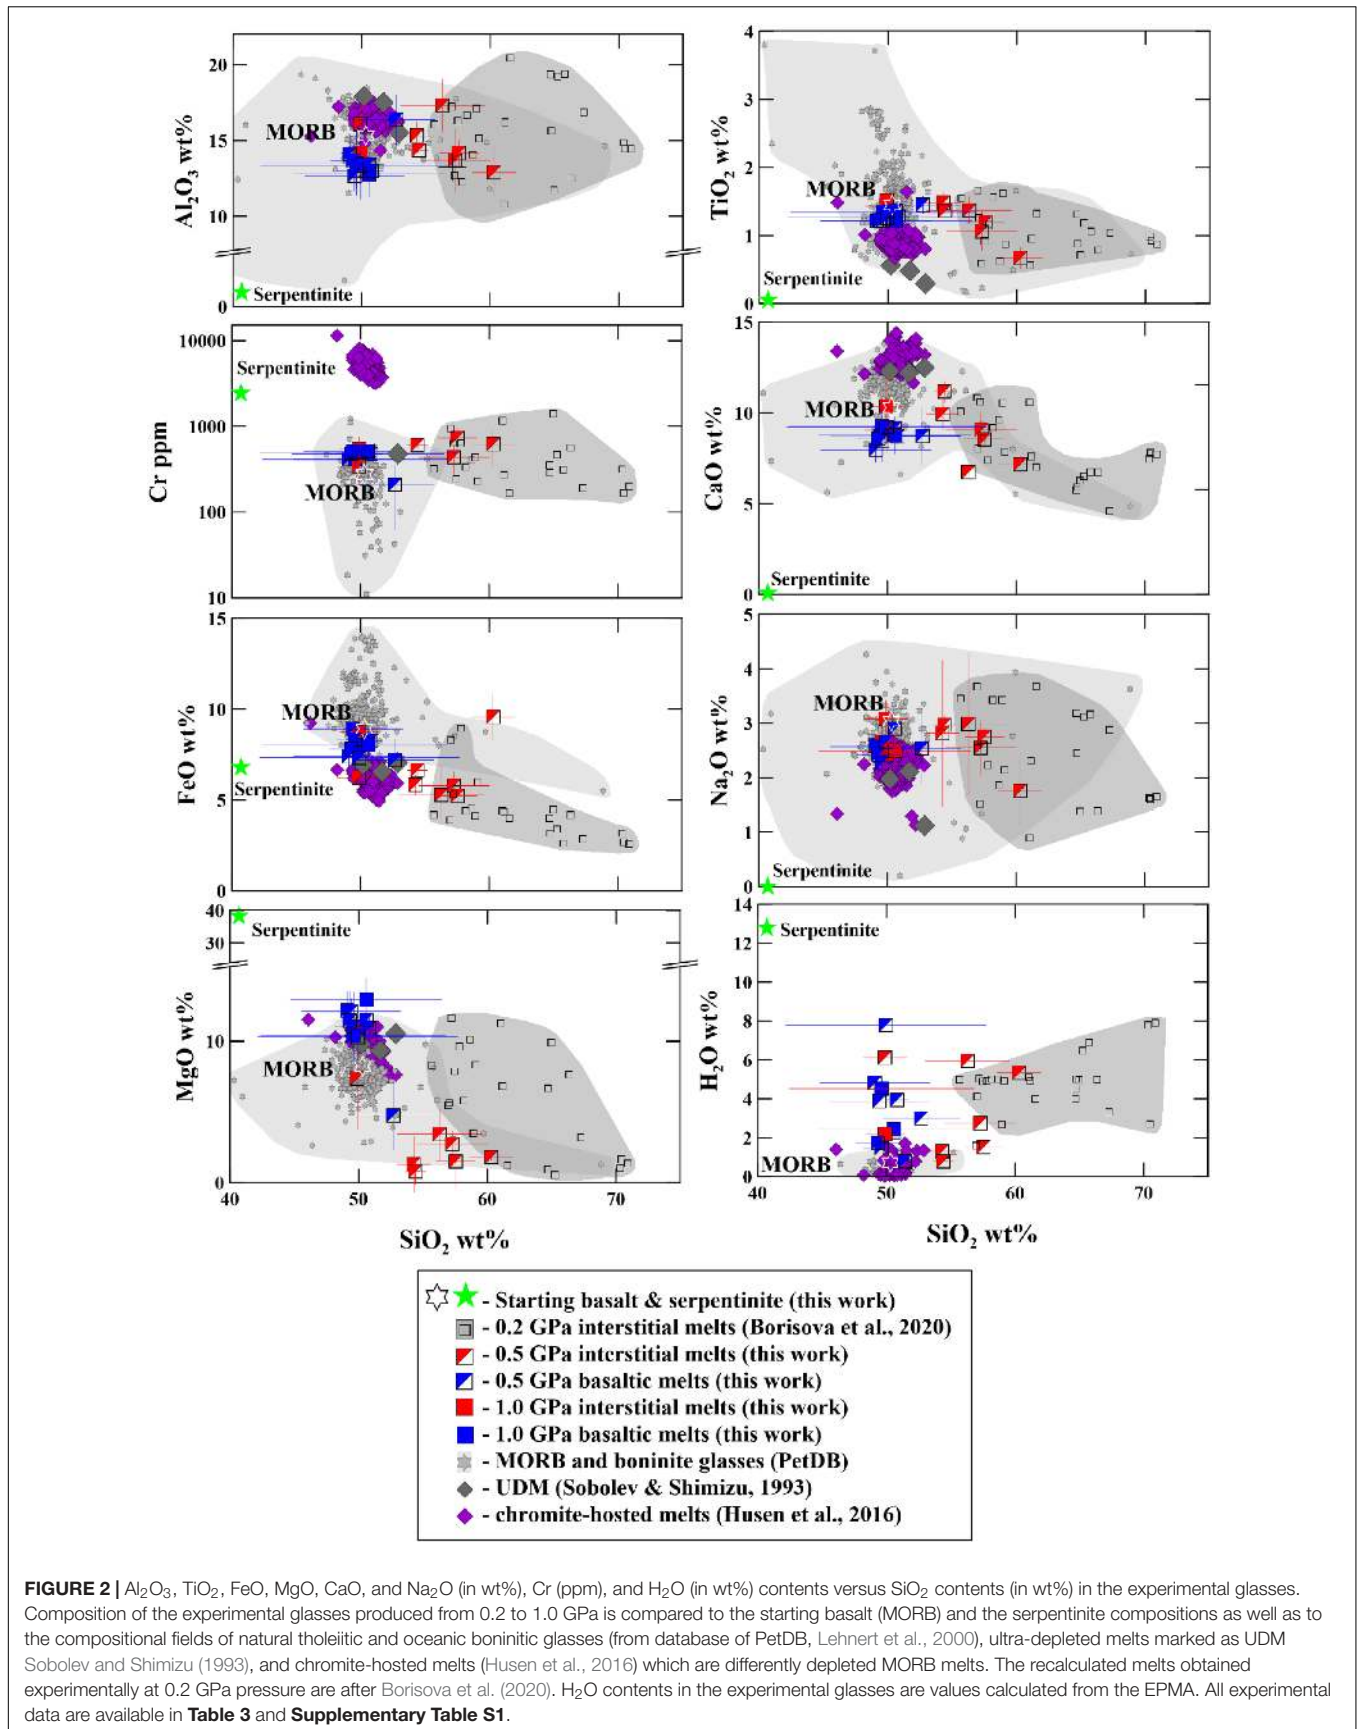 20
15
10
0
Al2O3 wt%
MORB
Serpentinite
4
3
2
1
0
TiO2 wt%
MORB
Serpentinite
10000
1000
100
10
Cr ppm
Serpentinite
MORB
15
10
5
0
CaO wt%
MORB
Serpentinite
15
10
5
0
FeO wt%
MORB
Serpentinite
5
4
3
2
1
0
Na2O wt%
MORB
Serpentinite
40
30
10
0
MgO wt%
Serpentinite
MORB
40 50 60 70
SiO2 wt%
14
12
10
8
6
4
2
0
H2O wt%
Serpentinite
MORB
40 50 60 70
SiO2 wt%
- Starting basalt & serpentinite (this work)
- 0.2 GPa interstitial melts (Borisova et al., 2020)
- 0.5 GPa interstitial melts (this work)
- 0.5 GPa basaltic melts (this work)
- 1.0 GPa interstitial melts (this work)
- 1.0 GPa basaltic melts (this work)
- MORB and boninite glasses (PetDB)
- UDM (Sobolev & Shimizu, 1993)
- chromite-hosted melts (Husen et al., 2016)
FIGURE 2 | Al2O3, TiO2, FeO, MgO, CaO, and Na2O (in wt%), Cr (ppm), and H2O (in wt%) contents versus SiO2 contents (in wt%) in the experimental glasses.
Composition of the experimental glasses produced from 0.2 to 1.0 GPa is compared to the starting basalt (MORB) and the serpentinite compositions as well as to
the compositional fields of natural tholeiitic and oceanic boninitic glasses (from database of PetDB, Lehnert et al., 2000), ultra-depleted melts marked as UDM
Sobolev and Shimizu (1993), and chromite-hosted melts (Husen et al., 2016) which are differently depleted MORB melts. The recalculated melts obtained
experimentally at 0.2 GPa pressure are after Borisova et al. (2020). H2O contents in the experimental glasses are values calculated from the EPMA. All experimental
data are available in Table 3 and Supplementary Table S1.